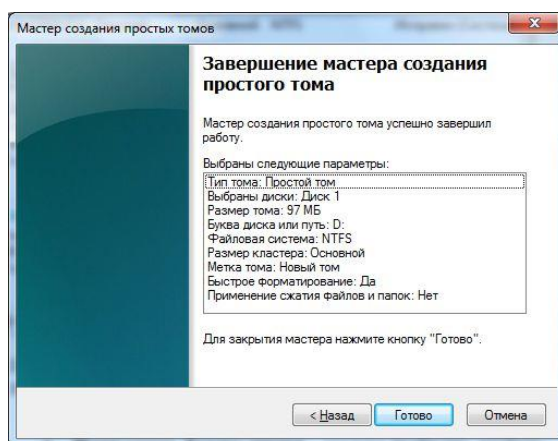 Мастер создания простых томов
Завершение мастера создания
простого тома
Мастер создания простого тома успешно завершил
работу.
Выбраны следующие параметры:
Тип тома: Простой том
Выбраны диски: Диск 1
Размер тома: 97 МБ
Буква диска или путь: D:
Файловая система: NTFS
Размер кластера: Основной
Метка тома: Новый том
Быстрое форматирование: Да
Применение сжатия файлов и папок: Нет
Для закрытия мастера нажмите кнопку "Готово".
< Назад Готово Отмена